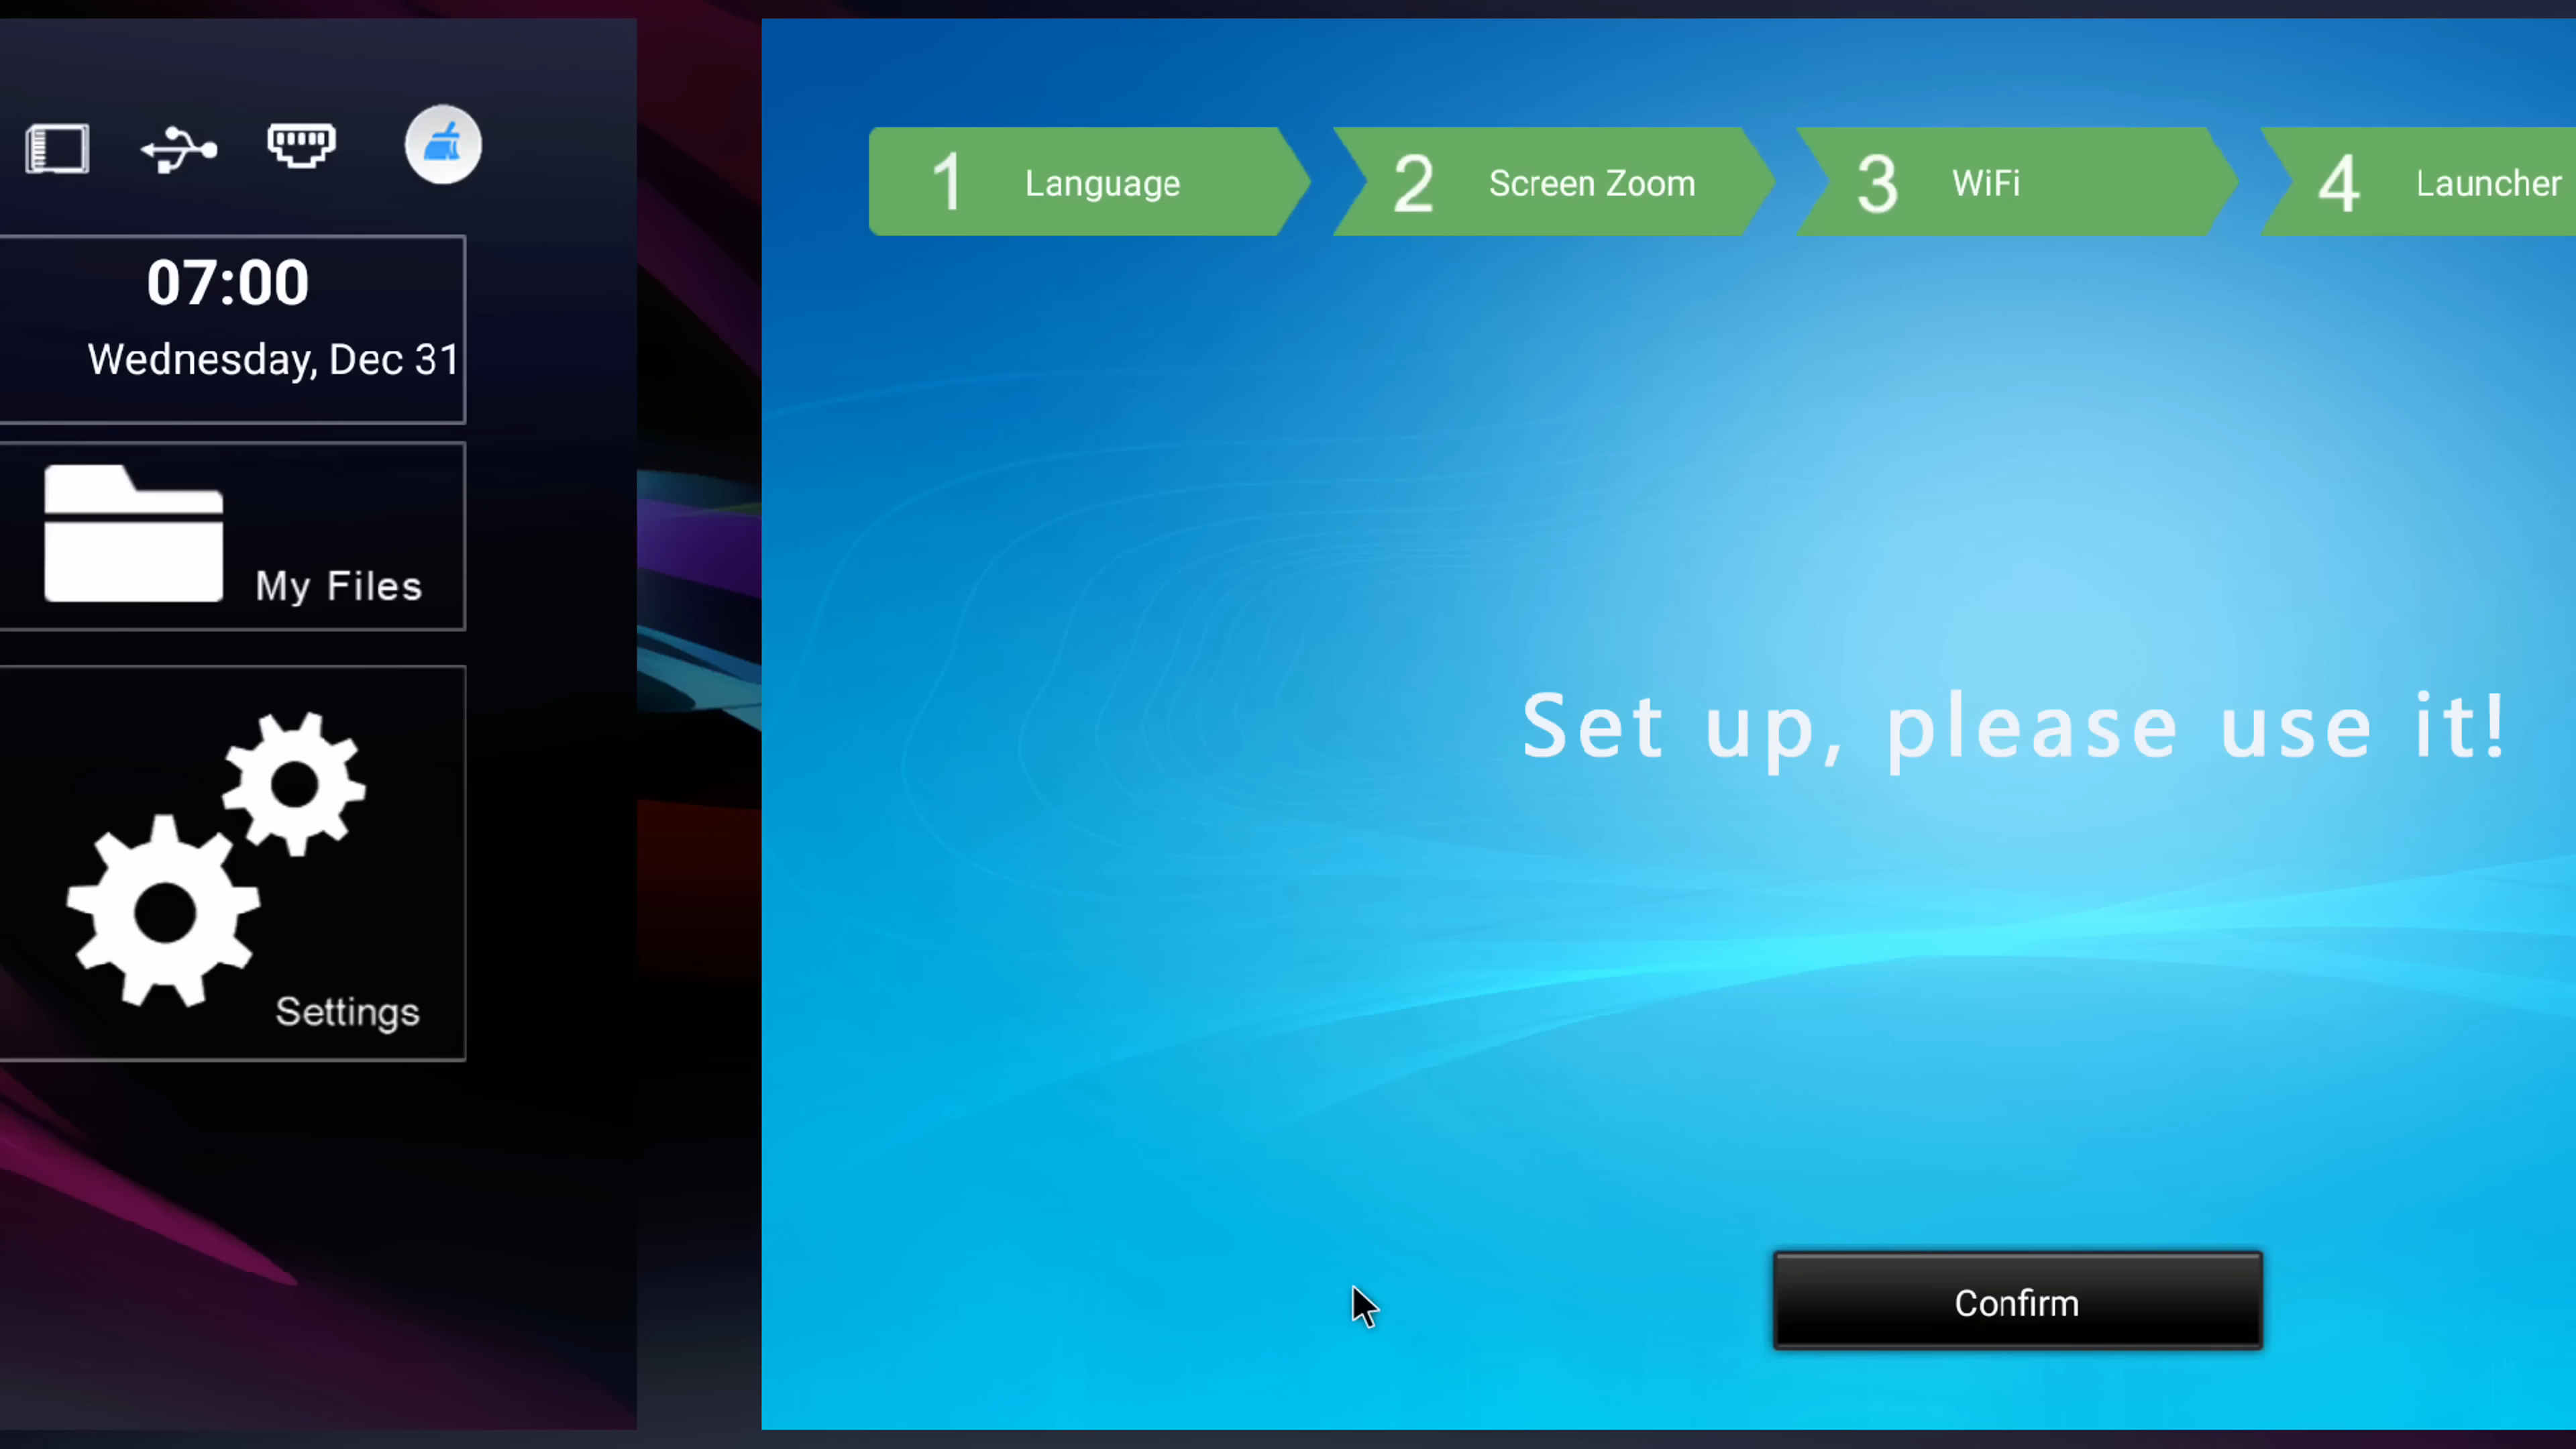 07:00
Wednesday, Dec 31
My Files
Settings
1 Language
2 Screen Zoom
3 WiFi
4 Launcher
Set up, please use it!
Confirm